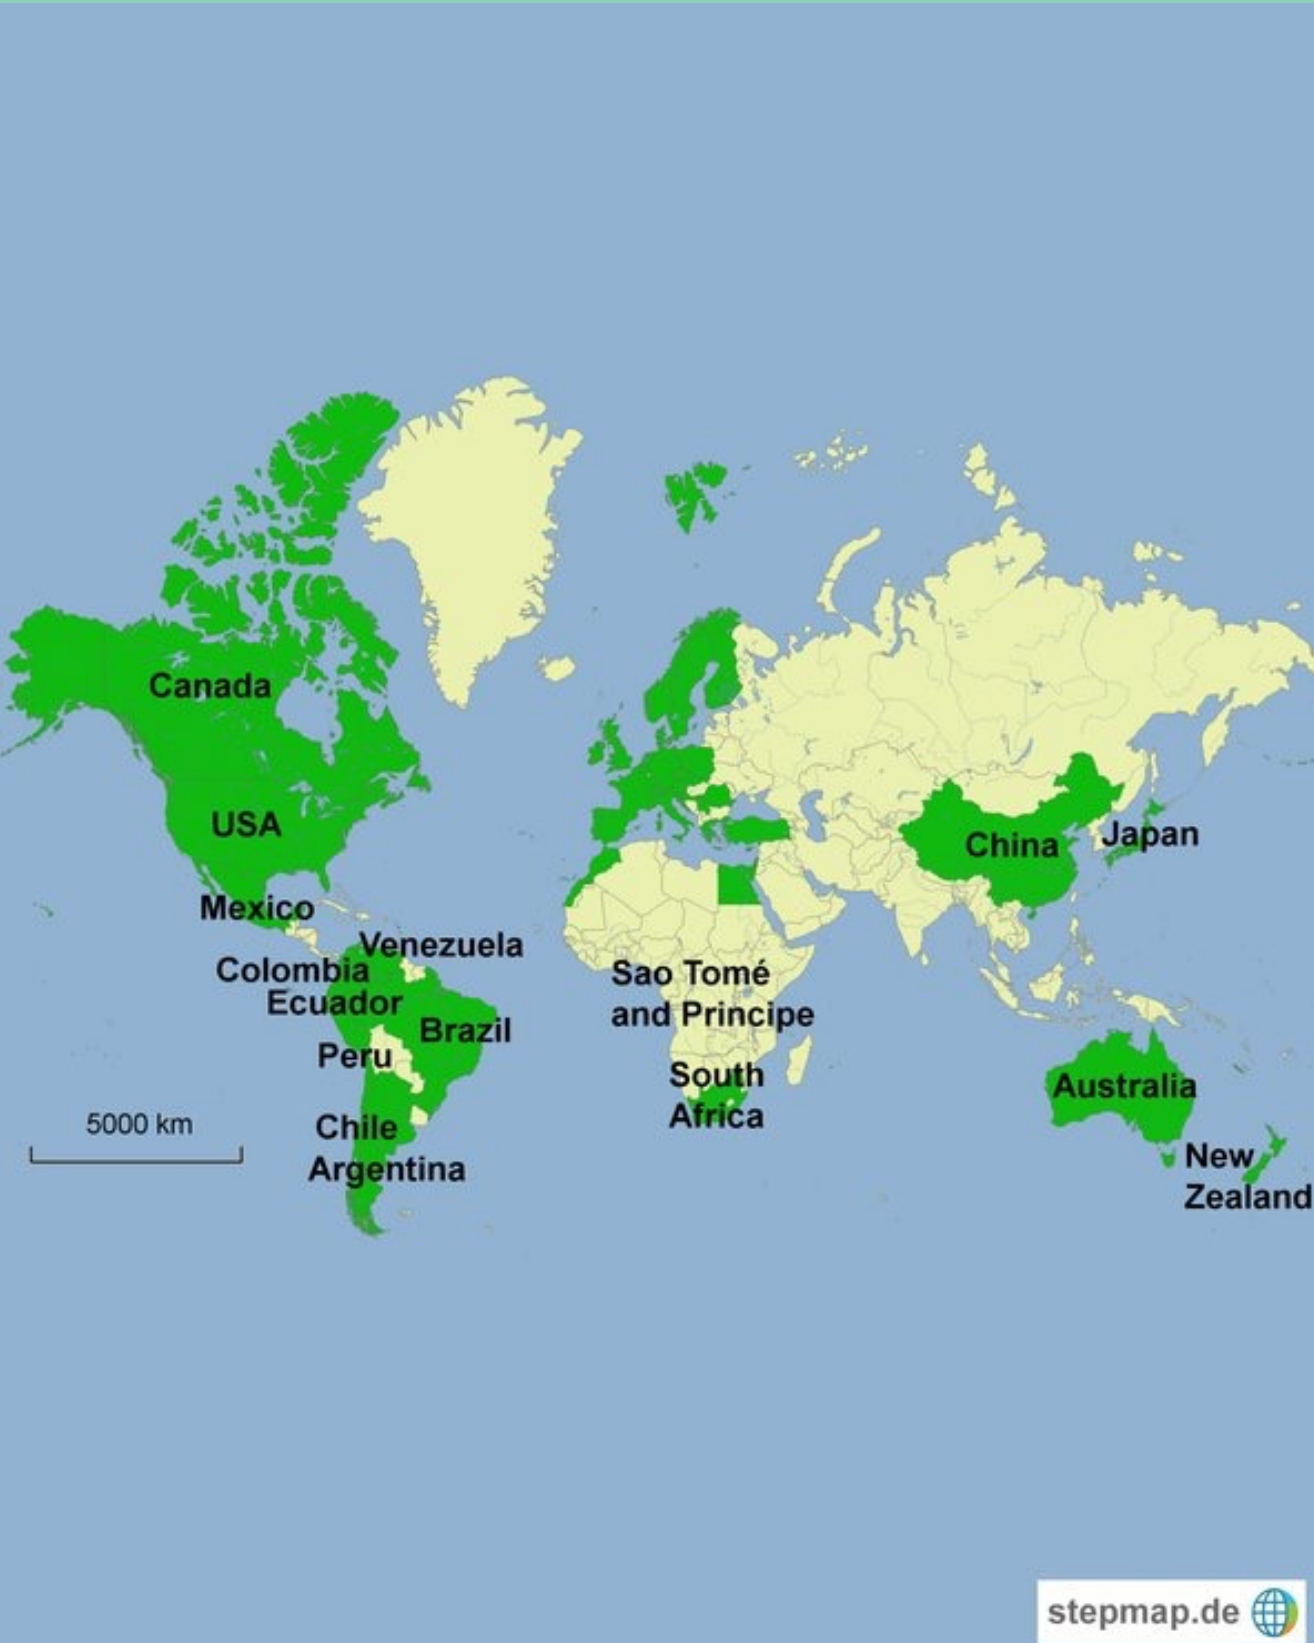 Canada
USA
Mexico
Venezuela
Colombia
Ecuador
Brazil
Peru
Chile
Argentina
5000 km
Sao Tomé
and Principe
South
Africa
China
Japan
Australia
New
Zealand
stepmap.de